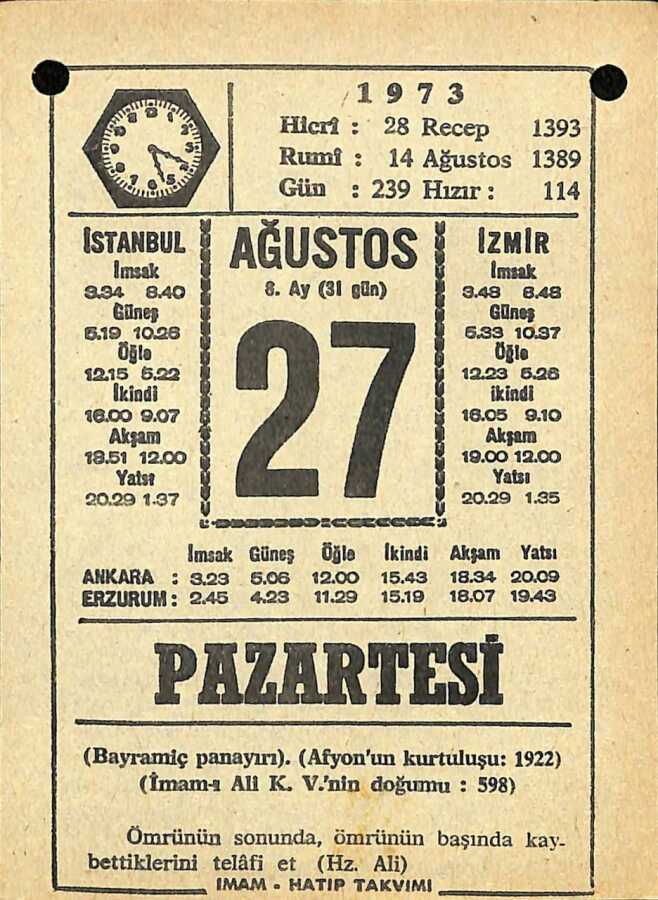 1973
Hicrî : 28 Recep 1393
Rumî : 14 Ağustos 1389
Gün : 239 Hızır : 114
İSTANBUL
İmsak
3.34 8.40
Güneş
5.19 10.26
Öğle
12.15 5.22
İkindi
16.00 9.07
Akşam
18.51 12.00
Yatsı
20.29 1.37
AĞUSTOS
8. Ay (31 gün)
27
İZMİR
İmsak
3.48 8.48
Güneş
5.33 10.37
Öğle
12.23 5.28
ikindi
16.05 9.10
Akşam
19.00 12.00
Yatsı
20.29 1.35
İmsak Güneş Öğle İkindi Akşam Yatsı
ANKARA : 3.23 5.06 12.00 15.43 18.34 20.09
ERZURUM : 2.45 4.23 11.29 15.19 18.07 19.43
PAZARTESİ
(Bayramiç panayırı). (Afyon'un kurtuluşu: 1922)
(İmam-ı Ali K. V.'nin doğumu : 598)
Ömrünün sonunda, ömrünün başında kay-
bettiklerini telâfi et (Hz. Ali)
İMAM - HATİP TAKVİMİ